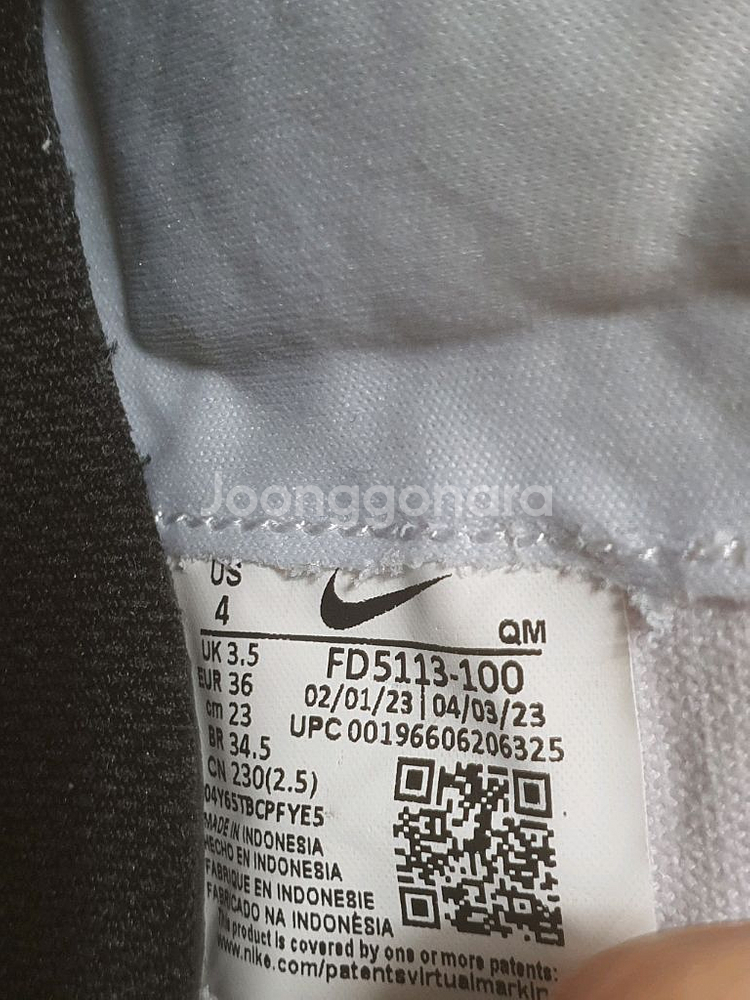 Joonggonara
US
4
QM
UK 3.5
EUR 36
cm 23
BR 34.5
CN 230(2.5)
FD5113-100
02/01/23 | 04/03/23
UPC 00196606206325
04Y65TBCPFYE5
MADE IN INDONESIA
HECHO EN INDONESIA
FABRIQUE EN INDONESIE
FABRICADO NA INDONÉSIA
This product is covered by one or more patents:
www.nike.com/patentsvirtualmarkin